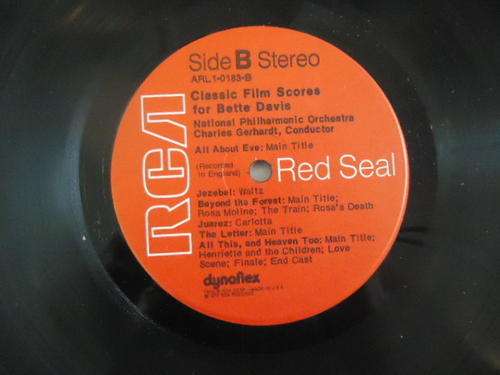 Side B Stereo
ARL 1-0183-B
Classic Film Scores
for Bette Davis
National Philharmonic Orchestra
Charles Gerhardt, Conductor
All About Eve: Main Title
(Recorded
in England)
RCA
Red Seal
Jezebel: Waltz
Beyond the Forest: Main Title;
Rosa Moline; The Train; Rosa's Death
Juarez: Carlotta
The Letter: Main Title
All This, and Heaven Too: Main Title;
Henriette and the Children; Love
Scene; Finale; End Cast
dynaflex